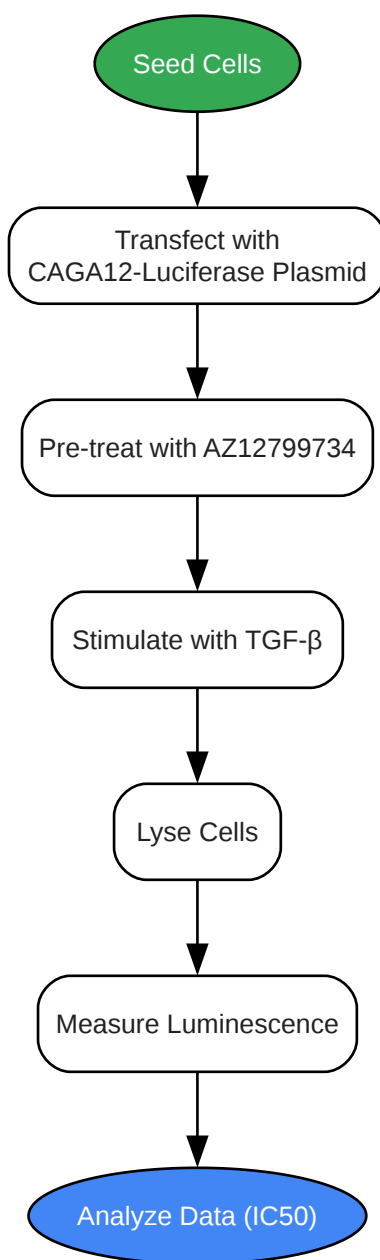 Seed Cells
Transfect with
CAGA12-Luciferase Plasmid
Pre-treat with AZ12799734
Stimulate with TGF-β
Lyse Cells
Measure Luminescence
Analyze Data (IC50)